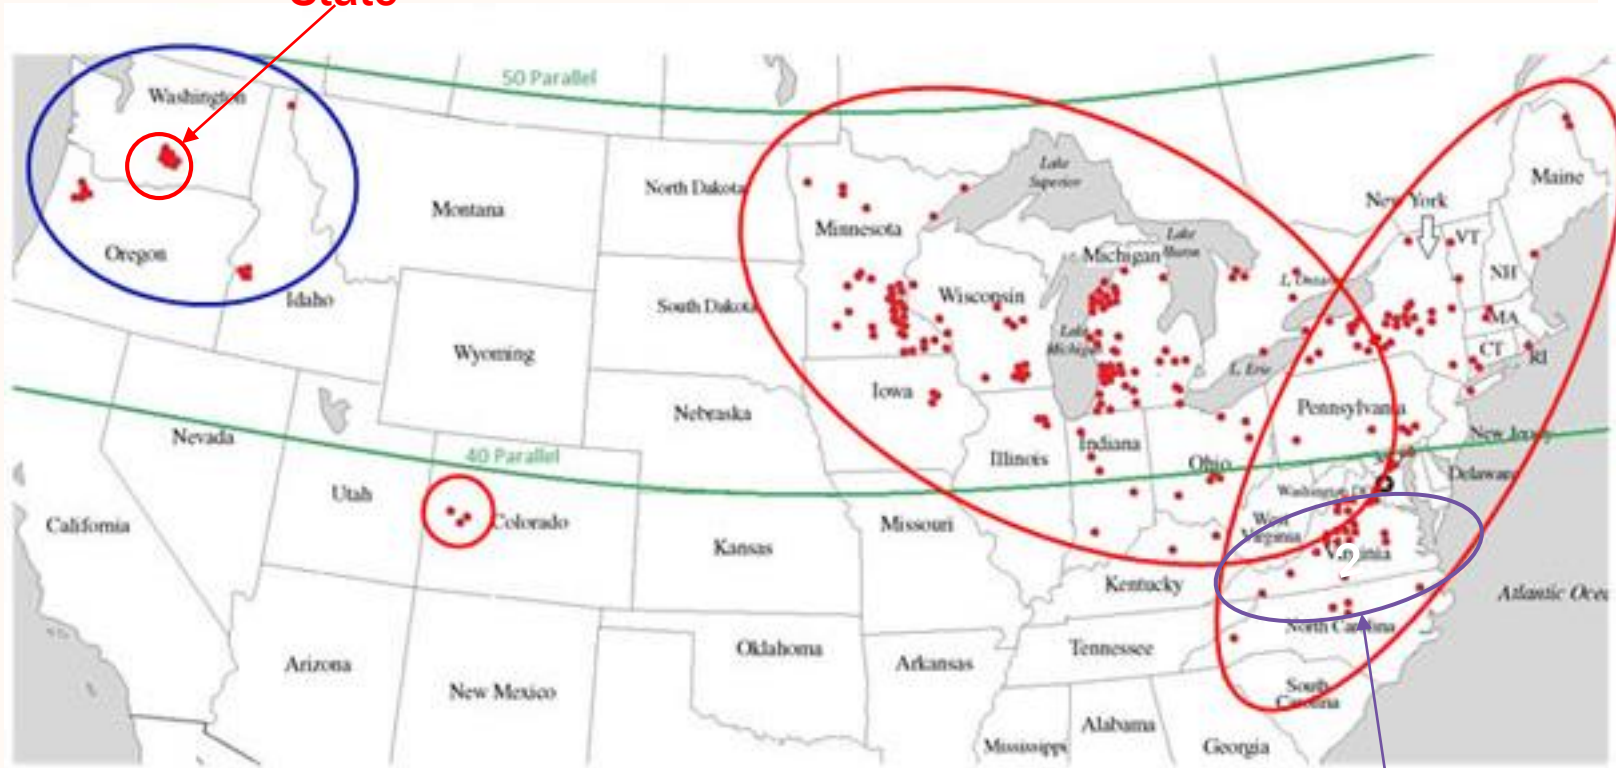 State
50 Parallel
Washington
Lake
Superior
Maine
North Dakota
New York
Montana
Minnesota
Lake
Huron
VT
Oregon
Michigan
NH
L. Ontario
Idaho
South Dakota
Wisconsin
MA
Lake
Michigan
CT
RI
Wyoming
L. Erie
Iowa
Nebraska
Pennsylvania
Nevada
New Jersey
40 Parallel
Illinois
Indiana
Ohio
Delaware
Utah
Washington
California
Colorado
Missouri
West
Virginia
Kansas
Virginia
2
Kentucky
Atlantic Ocea
North Carolina
Arizona
Oklahoma
Arkansas
Tennessee
New Mexico
South
Carolina
Alabama
Mississippi
Georgia